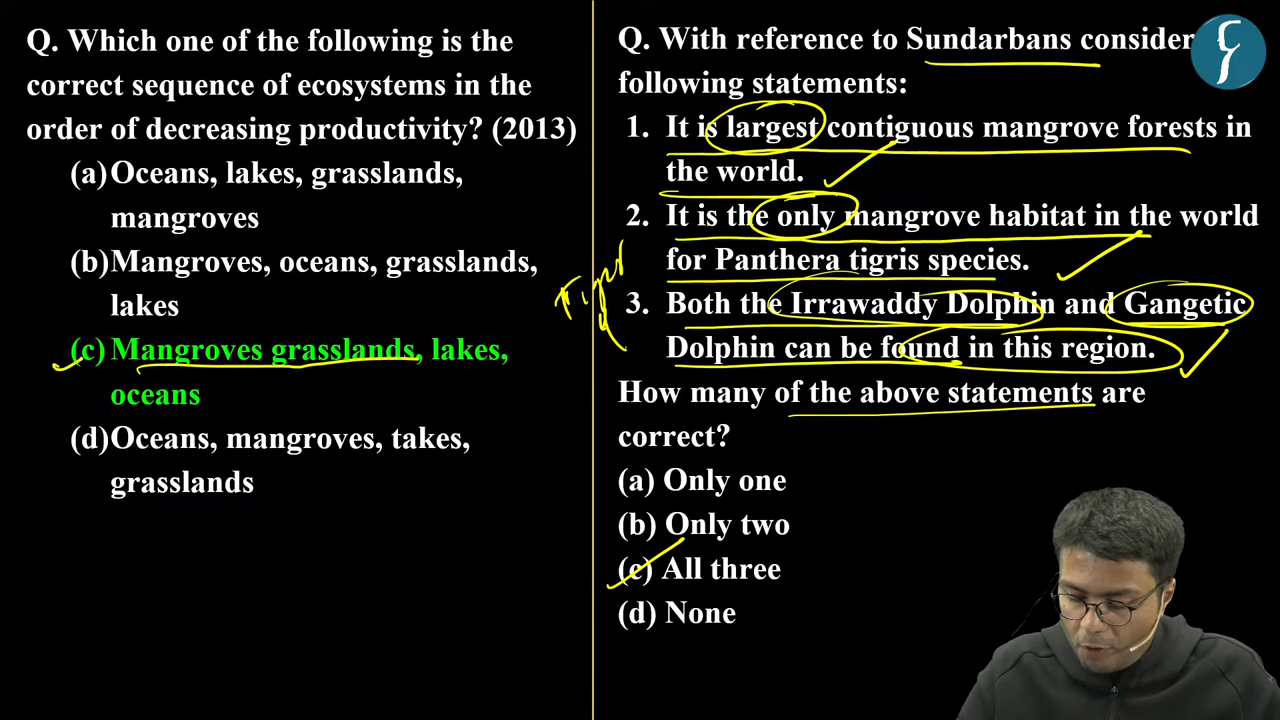 Q. Which one of the following is the
correct sequence of ecosystems in the
order of decreasing productivity? (2013)
(a) Oceans, lakes, grasslands,
mangroves
(b) Mangroves, oceans, grasslands,
lakes
(c) Mangroves grasslands, lakes,
oceans
(d) Oceans, mangroves, takes,
grasslands
Q. With reference to Sundarbans consider
following statements:
1. It is largest contiguous mangrove forests in
the world.
2. It is the only mangrove habitat in the world
for Panthera tigris species.
3. Both the Irrawaddy Dolphin and Gangetic
Dolphin can be found in this region.
How many of the above statements are
correct?
(a) Only one
(b) Only two
(c) All three
(d) None